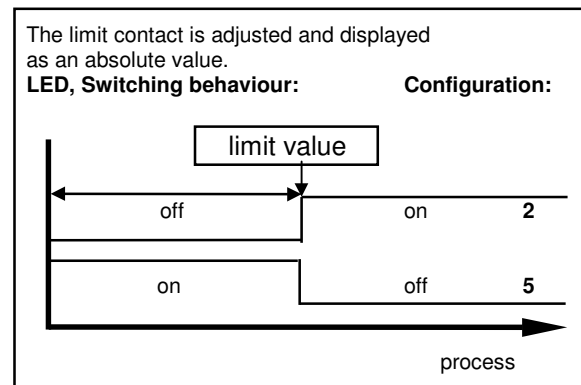 The limit contact is adjusted and displayed
as an absolute value.
LED, Switching behaviour: Configuration:
limit value
off on 2
on off 5
process